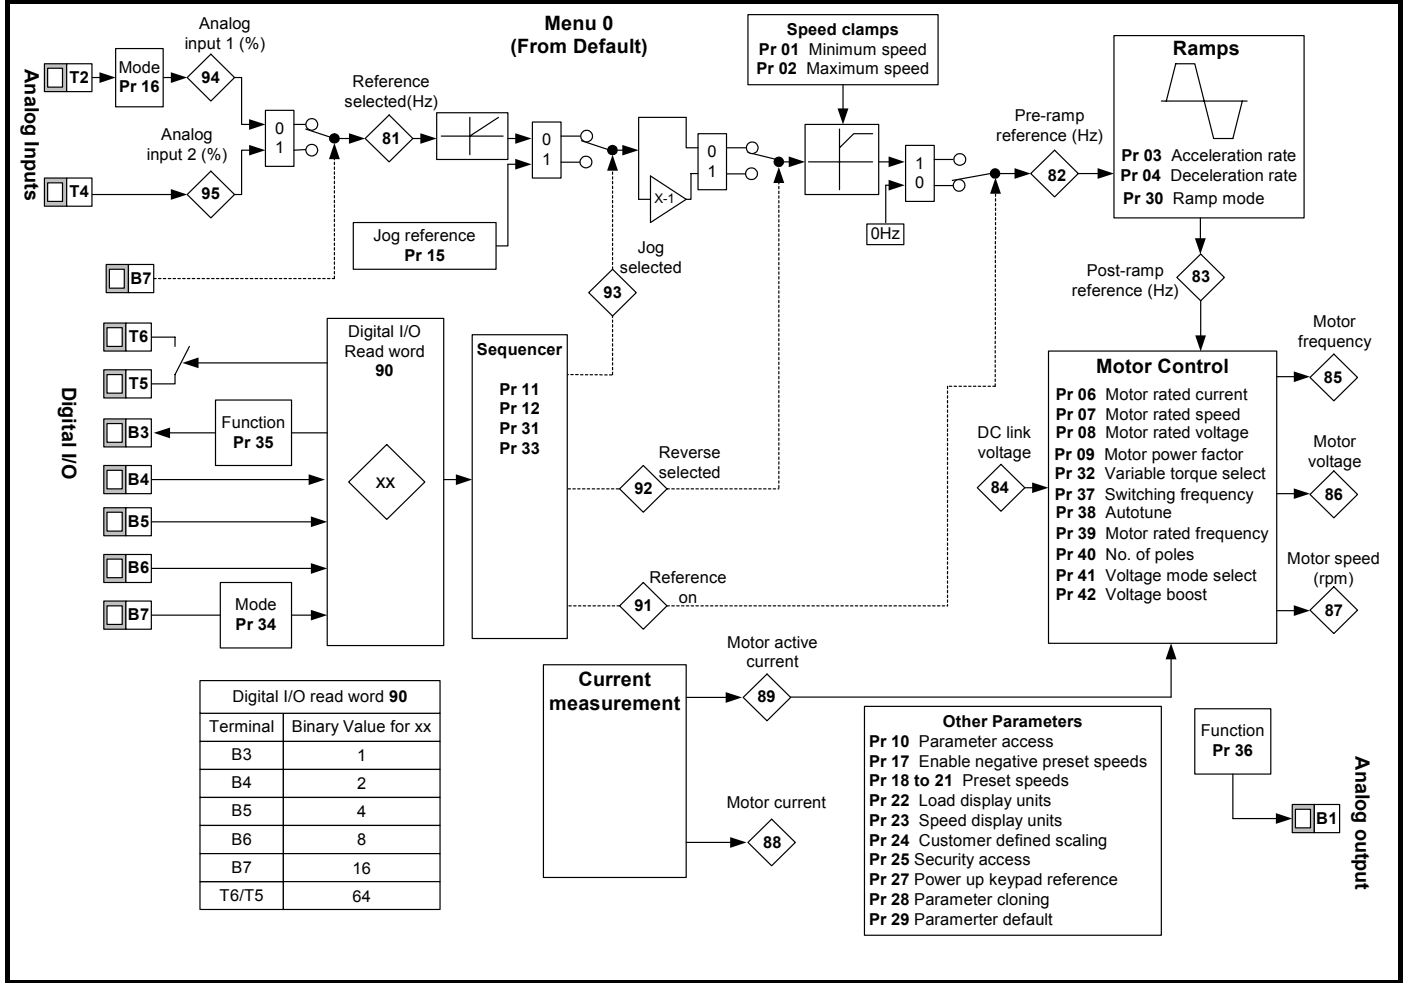 Menu 0
(From Default)
Analog Inputs
T2
Mode
Pr 16
Analog
input 1 (%)
94
T4
Analog
input 2 (%)
95
0
1
Reference
selected(Hz)
81
Jog reference
Pr 15
0
1
X-1
0
1
Speed clamps
Pr 01 Minimum speed
Pr 02 Maximum speed
0Hz
1
0
Pre-ramp
reference (Hz)
82
Ramps
Pr 03 Acceleration rate
Pr 04 Deceleration rate
Pr 30 Ramp mode
Post-ramp
reference (Hz)
83
B7
Digital I/O
T6
T5
B3
Function
Pr 35
B4
B5
B6
B7
Mode
Pr 34
Digital I/O
Read word
90
xx
Sequencer
Pr 11
Pr 12
Pr 31
Pr 33
Jog
selected
93
Reverse
selected
92
Reference
on
91
DC link
voltage
84
Motor Control
Pr 06 Motor rated current
Pr 07 Motor rated speed
Pr 08 Motor rated voltage
Pr 09 Motor power factor
Pr 32 Variable torque select
Pr 37 Switching frequency
Pr 38 Autotune
Pr 39 Motor rated frequency
Pr 40 No. of poles
Pr 41 Voltage mode select
Pr 42 Voltage boost
Motor
frequency
85
Motor
voltage
86
Motor speed
(rpm)
87
Digital I/O read word 90
Terminal Binary Value for xx
B3 1
B4 2
B5 4
B6 8
B7 16
T6/T5 64
Current
measurement
Motor active
current
89
Motor current
88
Other Parameters
Pr 10 Parameter access
Pr 17 Enable negative preset speeds
Pr 18 to 21 Preset speeds
Pr 22 Load display units
Pr 23 Speed display units
Pr 24 Customer defined scaling
Pr 25 Security access
Pr 27 Power up keypad reference
Pr 28 Parameter cloning
Pr 29 Paramerter default
Function
Pr 36
B1
Analog output